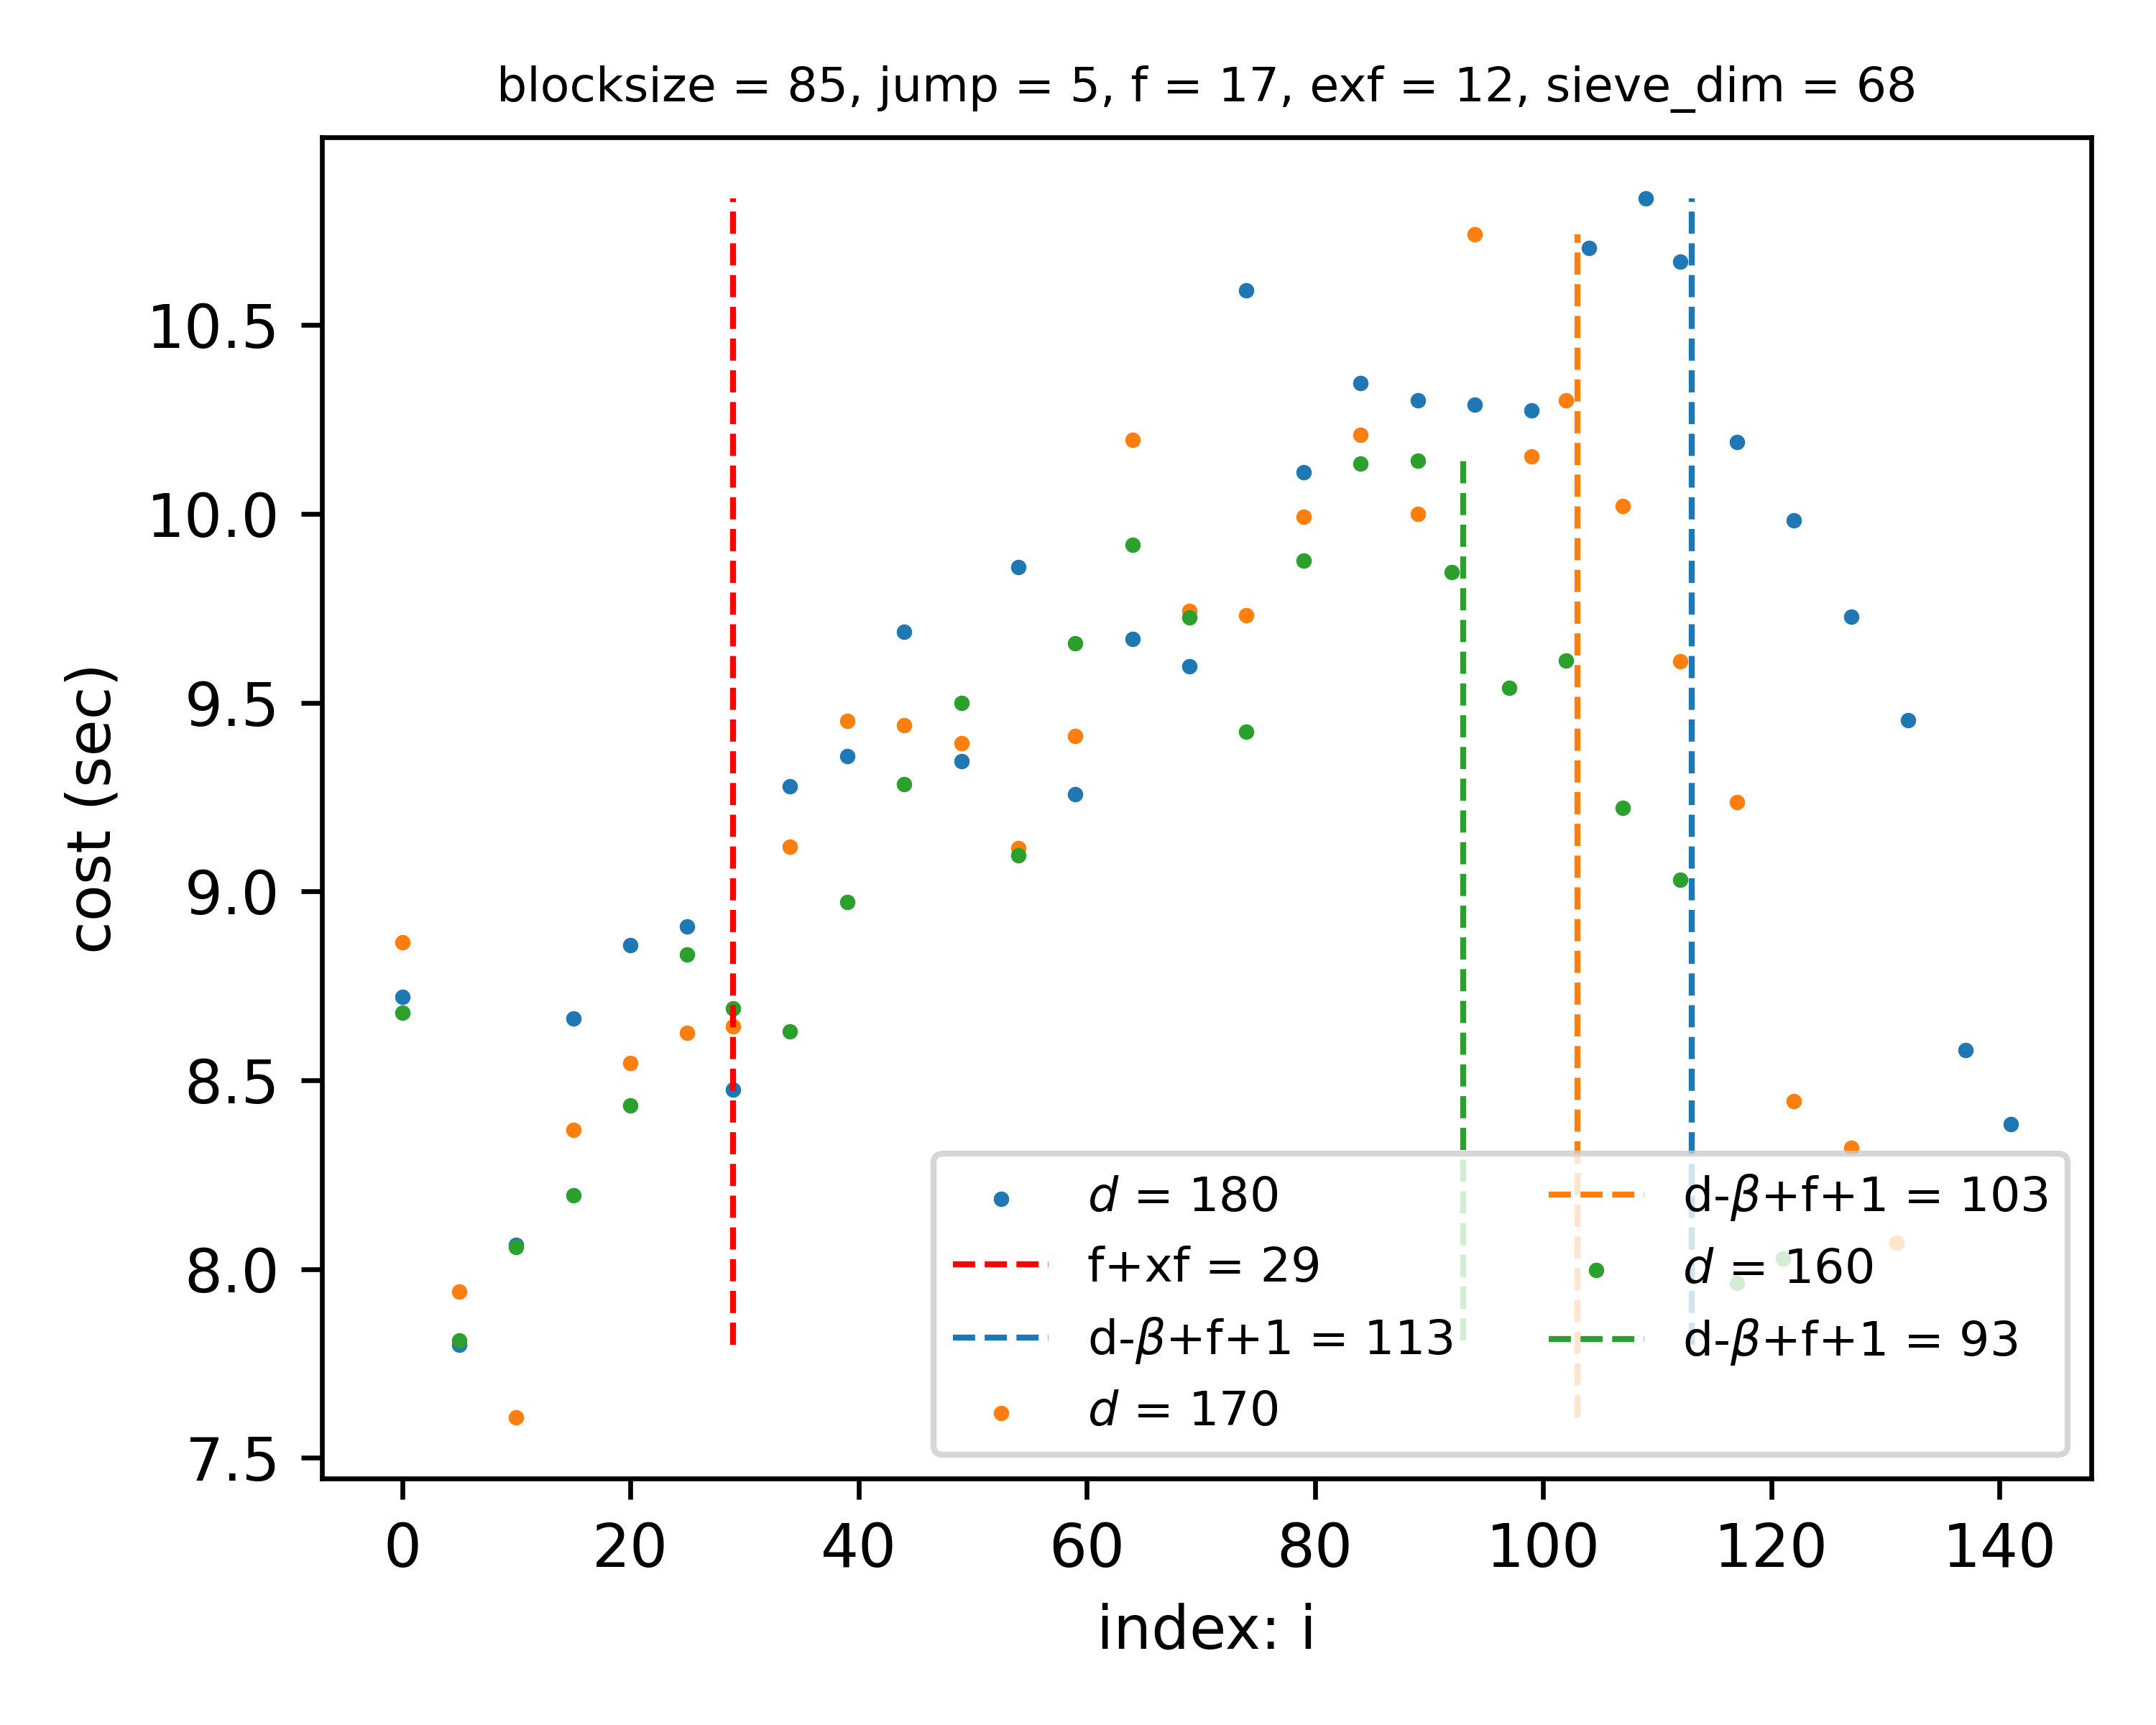 blocksize = 85, jump = 5, f = 17, exf = 12, sieve_dim = 68
cost (sec)
10.5
10.0
9.5
9.0
8.5
8.0
7.5
d = 180
f+xf = 29
d-β+f+1 = 113
d = 170
d-β+f+1 = 103
d = 160
d-β+f+1 = 93
0 20 40 60 80 100 120 140
index: i